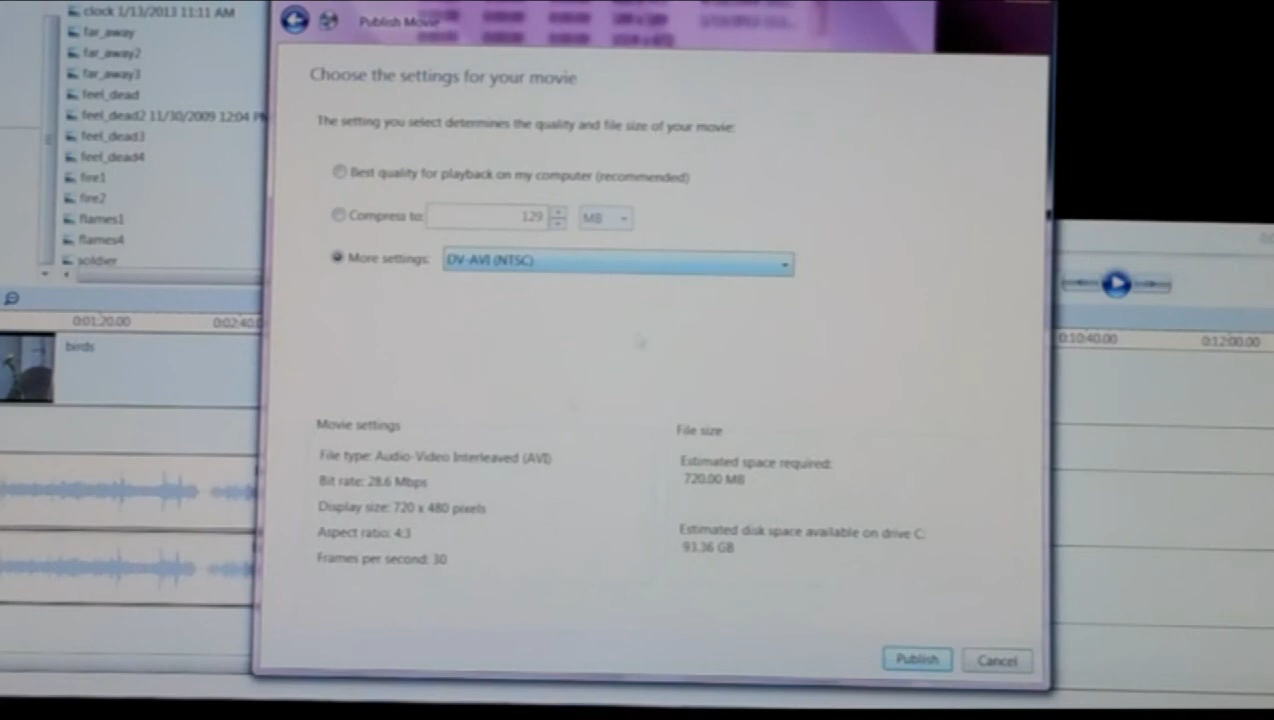 clock 1/13/2013 11:11 AM
far_away
far_away2
far_away3
feel_dead
feel_dead2 11/30/2009 12:04 PM
feel_dead3
feel_dead4
fire1
fire2
flames1
flames4
soldier
0:01:20.00
0:02:40.0
birds
Publish Movie
Choose the settings for your movie
The setting you select determines the quality and file size of your movie:
Best quality for playback on my computer (recommended)
Compress to:
129
MB
More settings:
DV-AVI (NTSC)
Movie settings
File type: Audio-Video Interleaved (AVI)
Bit rate: 28.6 Mbps
Display size: 720 x 480 pixels
Aspect ratio: 4:3
Frames per second: 30
File size
Estimated space required:
720.00 MB
Estimated disk space available on drive C:
93.36 GB
Publish
Cancel
0:10:40.00
0:12:00.00